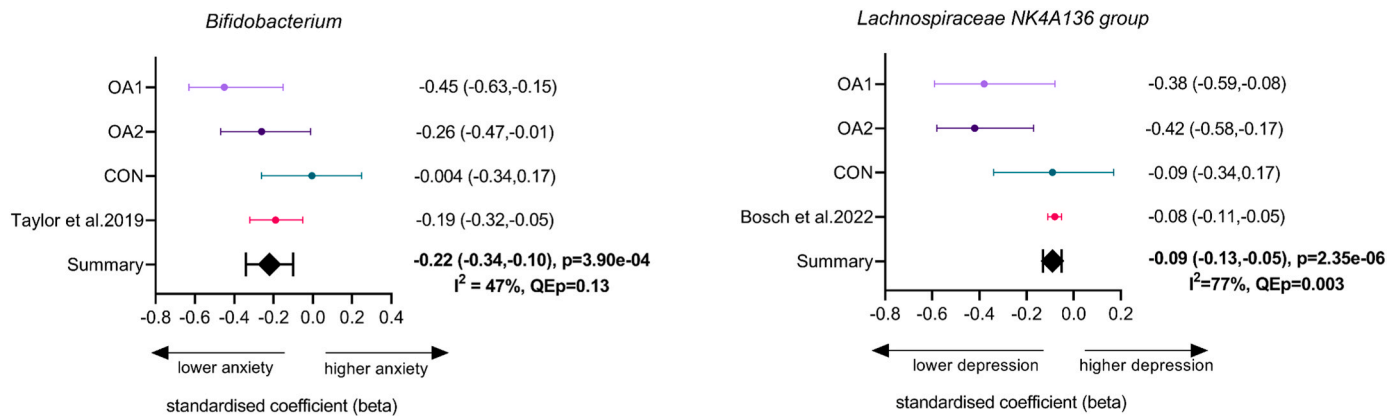 Bifidobacterium
OA1
-0.45 (-0.63,-0.15)
OA2
-0.26 (-0.47,-0.01)
CON
-0.004 (-0.34,0.17)
Taylor et al.2019
-0.19 (-0.32,-0.05)
Summary
-0.22 (-0.34,-0.10), p=3.90e-04
I² = 47%, QEp=0.13
-0.8 -0.6 -0.4 -0.2 0.0 0.2 0.4
lower anxiety higher anxiety
standardised coefficient (beta)
Lachnospiraceae NK4A136 group
OA1
-0.38 (-0.59,-0.08)
OA2
-0.42 (-0.58,-0.17)
CON
-0.09 (-0.34,0.17)
Bosch et al.2022
-0.08 (-0.11,-0.05)
Summary
-0.09 (-0.13,-0.05), p=2.35e-06
I²=77%, QEp=0.003
-0.8 -0.6 -0.4 -0.2 0.0 0.2
lower depression higher depression
standardised coefficient (beta)